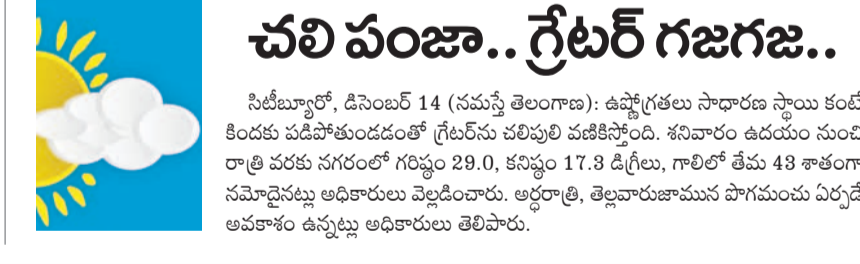 చలి పంజా.. గ్రేటర్ గజగజ..
సిటీబ్యూరో, డిసెంబర్ 14 (నమస్తే తెలంగాణ): ఉష్ణోగ్రతలు సాధారణ స్థాయి కంటే
కిందకు పడిపోతుండడంతో గ్రేటర్‌ను చలిపులి వణికిస్తోంది. శనివారం ఉదయం నుంచి
రాత్రి వరకు నగరంలో గరిష్ఠం 29.0, కనిష్ఠం 17.3 డిగ్రీలు, గాలిలో తేమ 43 శాతంగా
నమోదైనట్లు అధికారులు వెల్లడించారు. అర్ధరాత్రి, తెల్లవారుజామున పొగమంచు ఏర్పడే
అవకాశం ఉన్నట్లు అధికారులు తెలిపారు.